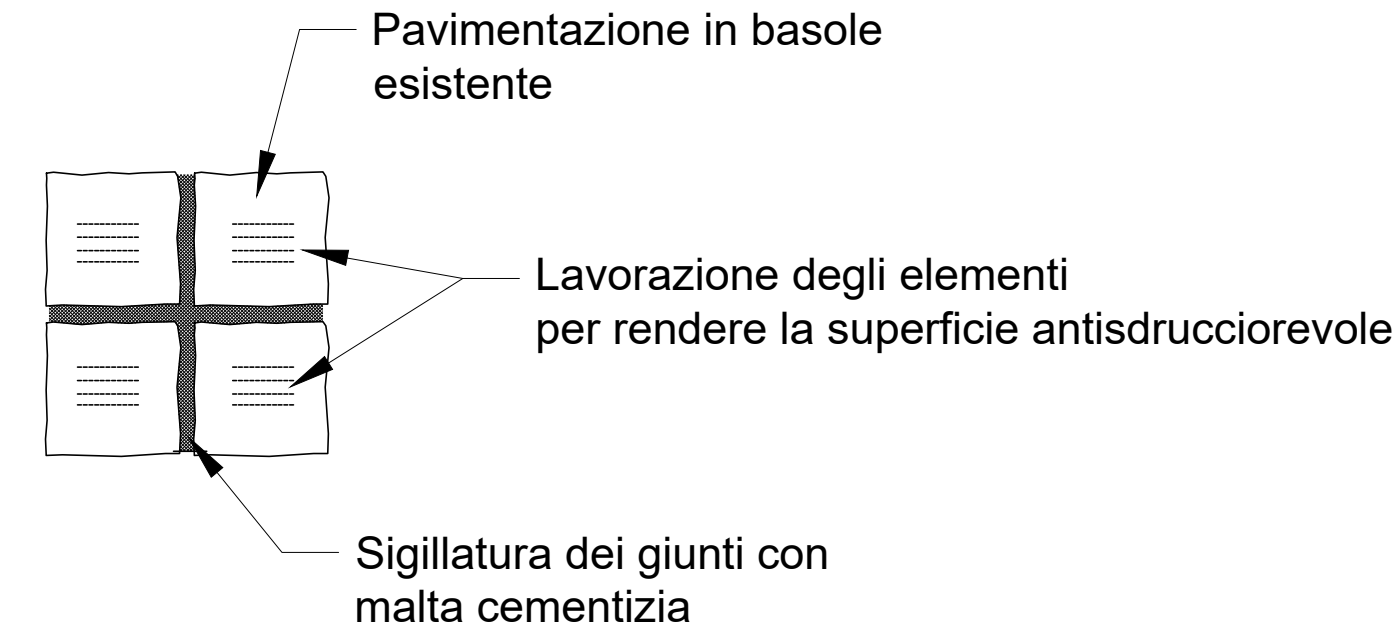 Pavimentazione in basole
esistente
Lavorazione degli elementi
per rendere la superficie antisdrucciorevole
Sigillatura dei giunti con
malta cementizia